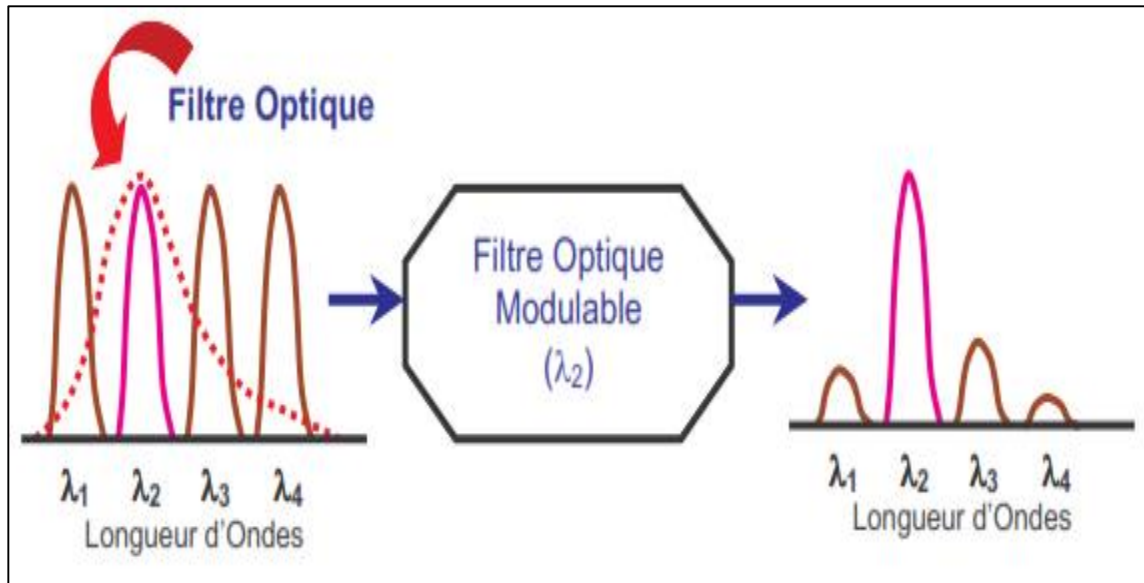 Filtre Optique
Filtre Optique
Modulable
(λ₂)
λ₁ λ₂ λ₃ λ₄
Longueur d'Ondes
λ₁ λ₂ λ₃ λ₄
Longueur d'Ondes